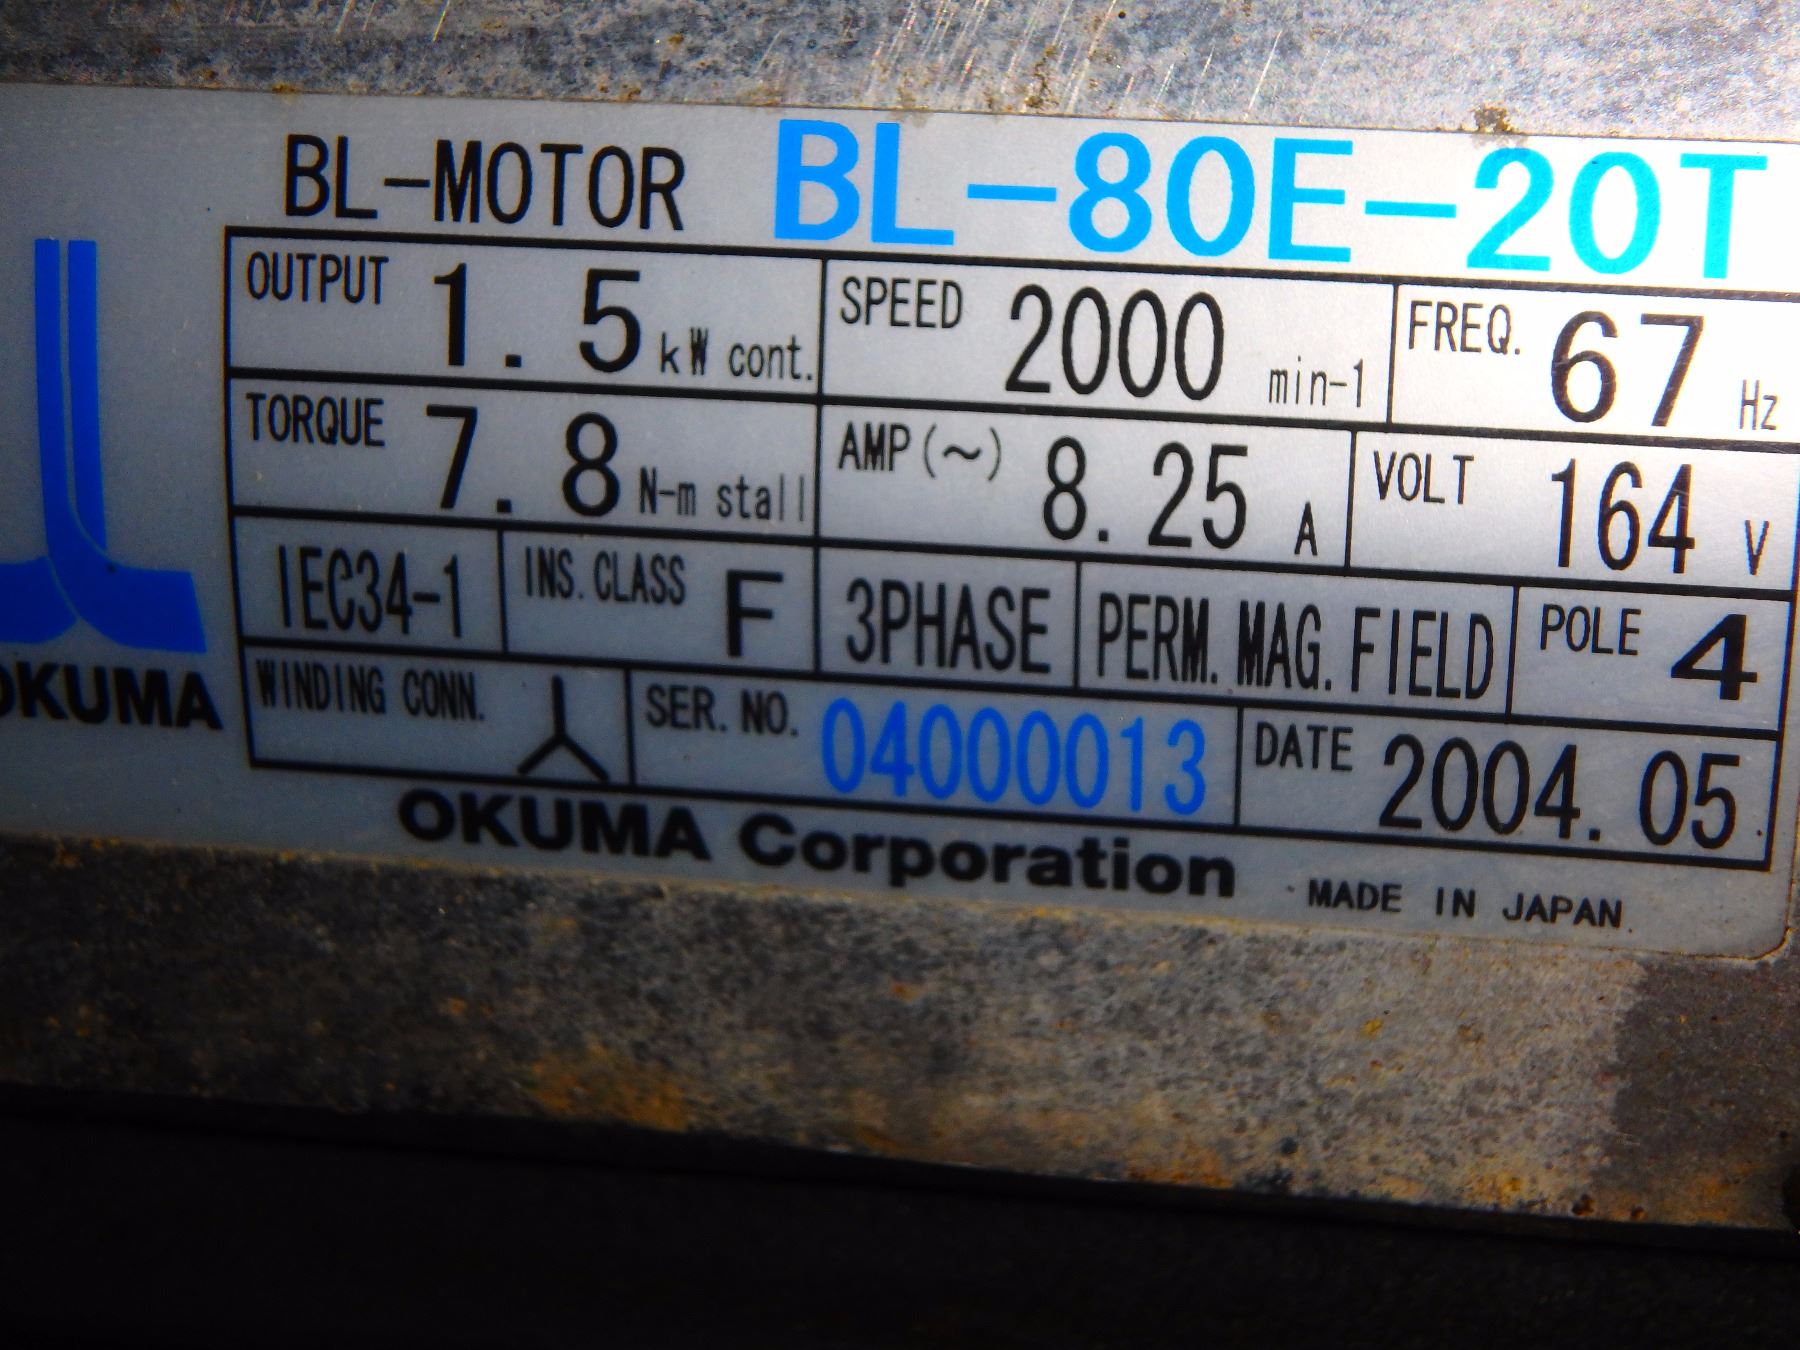 BL-MOTOR BL-80E-20T
OUTPUT 1.5 kW cont. SPEED 2000 min-1 FREQ. 67 Hz
TORQUE 7.8 N-m stall AMP(~) 8.25 A VOLT 164 V
IEC34-1 INS.CLASS F 3PHASE PERM.MAG.FIELD POLE 4
WINDING CONN. SER.NO. 04000013 DATE 2004.05
OKUMA
OKUMA Corporation MADE IN JAPAN